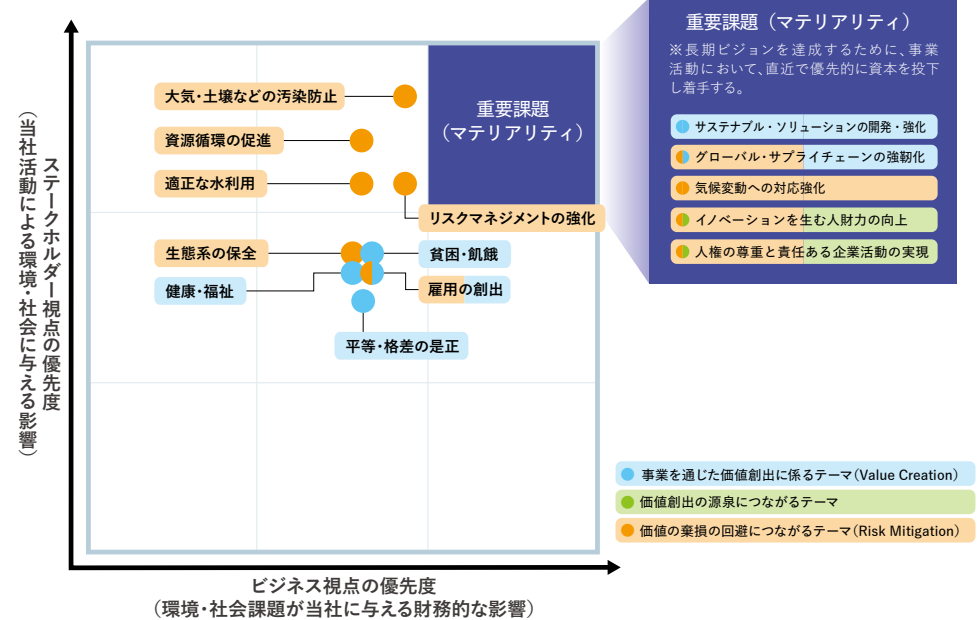 重要課題（マテリアリティ）
※長期ビジョンを達成するために、事業
活動において、直近で優先的に資本を投下
し着手する。
サステナブル・ソリューションの開発・強化
グローバル・サプライチェーンの強靭化
気候変動への対応強化
イノベーションを生む人財力の向上
人権の尊重と責任ある企業活動の実現
重要課題
（マテリアリティ）
大気・土壌などの汚染防止
資源循環の促進
適正な水利用
リスクマネジメントの強化
生態系の保全
貧困・飢餓
健康・福祉
雇用の創出
平等・格差の是正
ステークホルダー視点の優先度
（当社活動による環境・社会に与える影響）
事業を通じた価値創出に係るテーマ（Value Creation）
価値創出の源泉につながるテーマ
価値の棄損の回避につながるテーマ（Risk Mitigation）
ビジネス視点の優先度
（環境・社会課題が当社に与える財務的な影響）